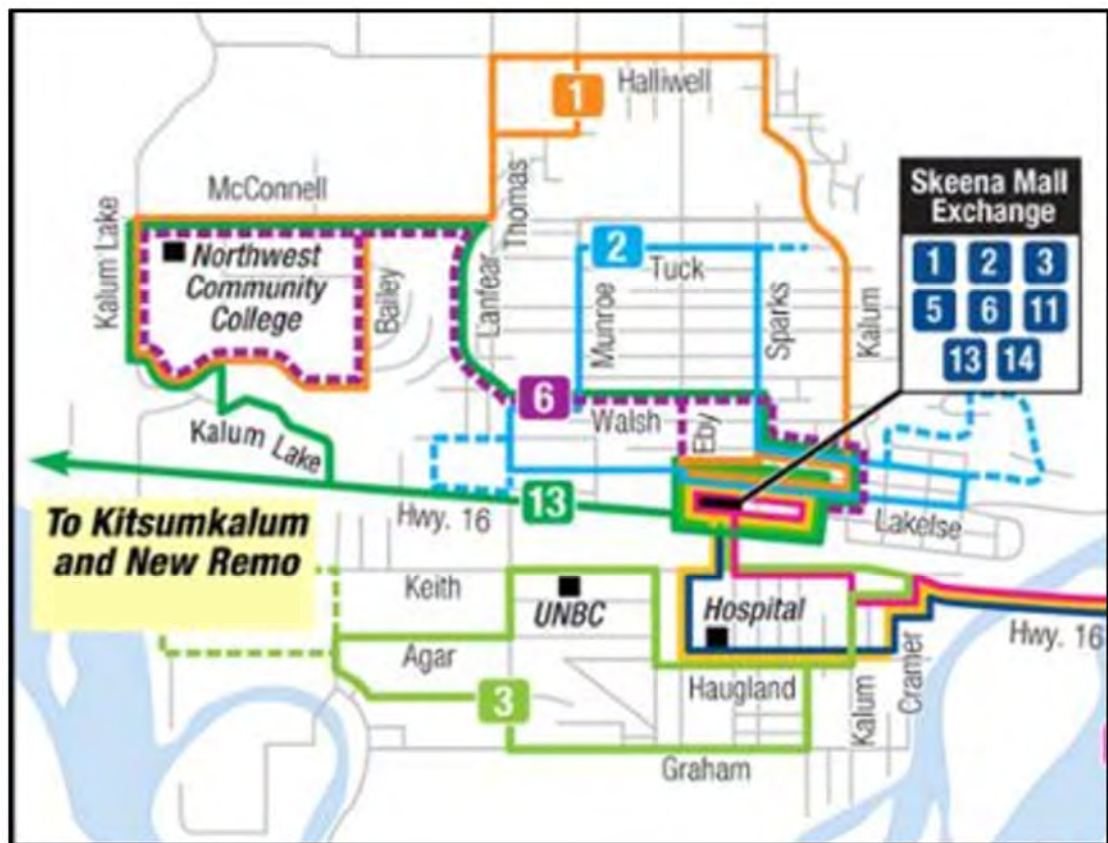 1
Halliwell
McConnell
Thomas
Skeena Mall
Exchange
1 2 3
5 6 11
13 14
Kalum Lake
Northwest
Community
College
Bailey
Lanfear
2
Tuck
Munroe
Sparks
Kalum
6
Walsh
Eby
Kalum Lake
13
Hwy. 16
Lakelse
To Kitsumkalum
and New Remo
Keith
UNBC
Hospital
Hwy. 16
Agar
Haugland
3
Kalum
Cramer
Graham